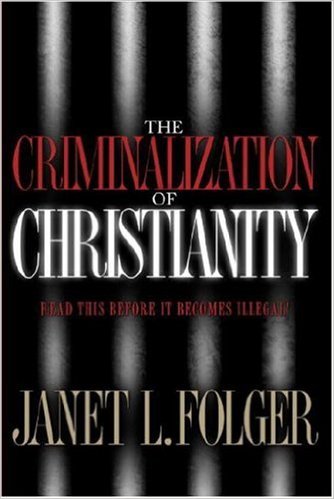 THE
CRIMINALIZATION
OF
CHRISTIANITY
READ THIS BEFORE IT BECOMES ILLEGAL!
JANET L. FOLGER